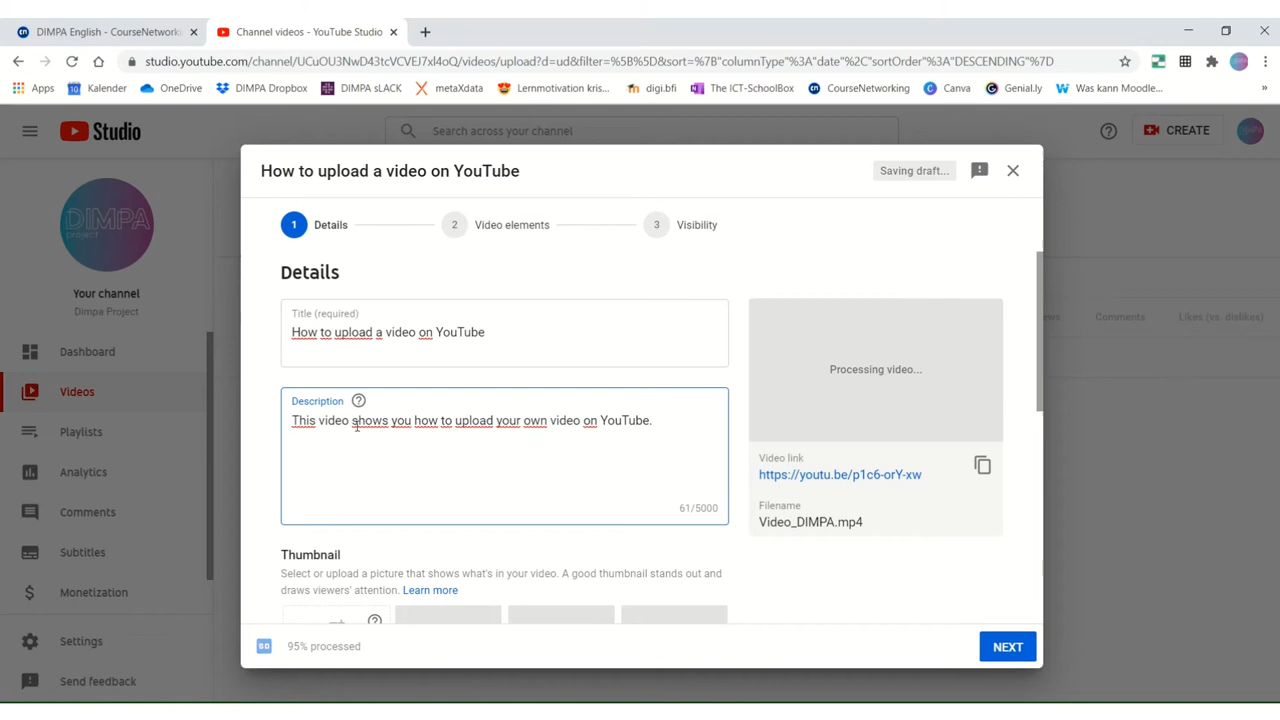 DIMPA English - CourseNetwork
Channel videos - YouTube Studio
studio.youtube.com/channel/UCuOU3NwD43tcVCVEJ7xl4oQ/videos/upload?d=ud&filter=%5B%5D&sort=%7B"columnType"%3A"date"%2C"sortOrder"%3A"DESCENDING"%7D
Apps
Kalender
OneDrive
DIMPA Dropbox
DIMPA sLACK
metaXdata
Lernmotivation kris...
digi.bfi
The ICT-SchoolBox
CourseNetworking
Canva
Genial.ly
Was kann Moodle...
»
Studio
Search across your channel
CREATE
DIMPA
project
Your channel
Dimpa Project
Dashboard
Videos
Playlists
Analytics
Comments
Subtitles
Monetization
Settings
Send feedback
Comments
Likes (vs. dislikes)
How to upload a video on YouTube
Saving draft...
1 Details
2 Video elements
3 Visibility
Details
Title (required)
How to upload a video on YouTube
Description
This video shows you how to upload your own video on YouTube.
61/5000
Processing video...
Video link
https://youtu.be/p1c6-orY-xw
Filename
Video_DIMPA.mp4
Thumbnail
Select or upload a picture that shows what's in your video. A good thumbnail stands out and
draws viewers' attention. Learn more
SD
95% processed
NEXT